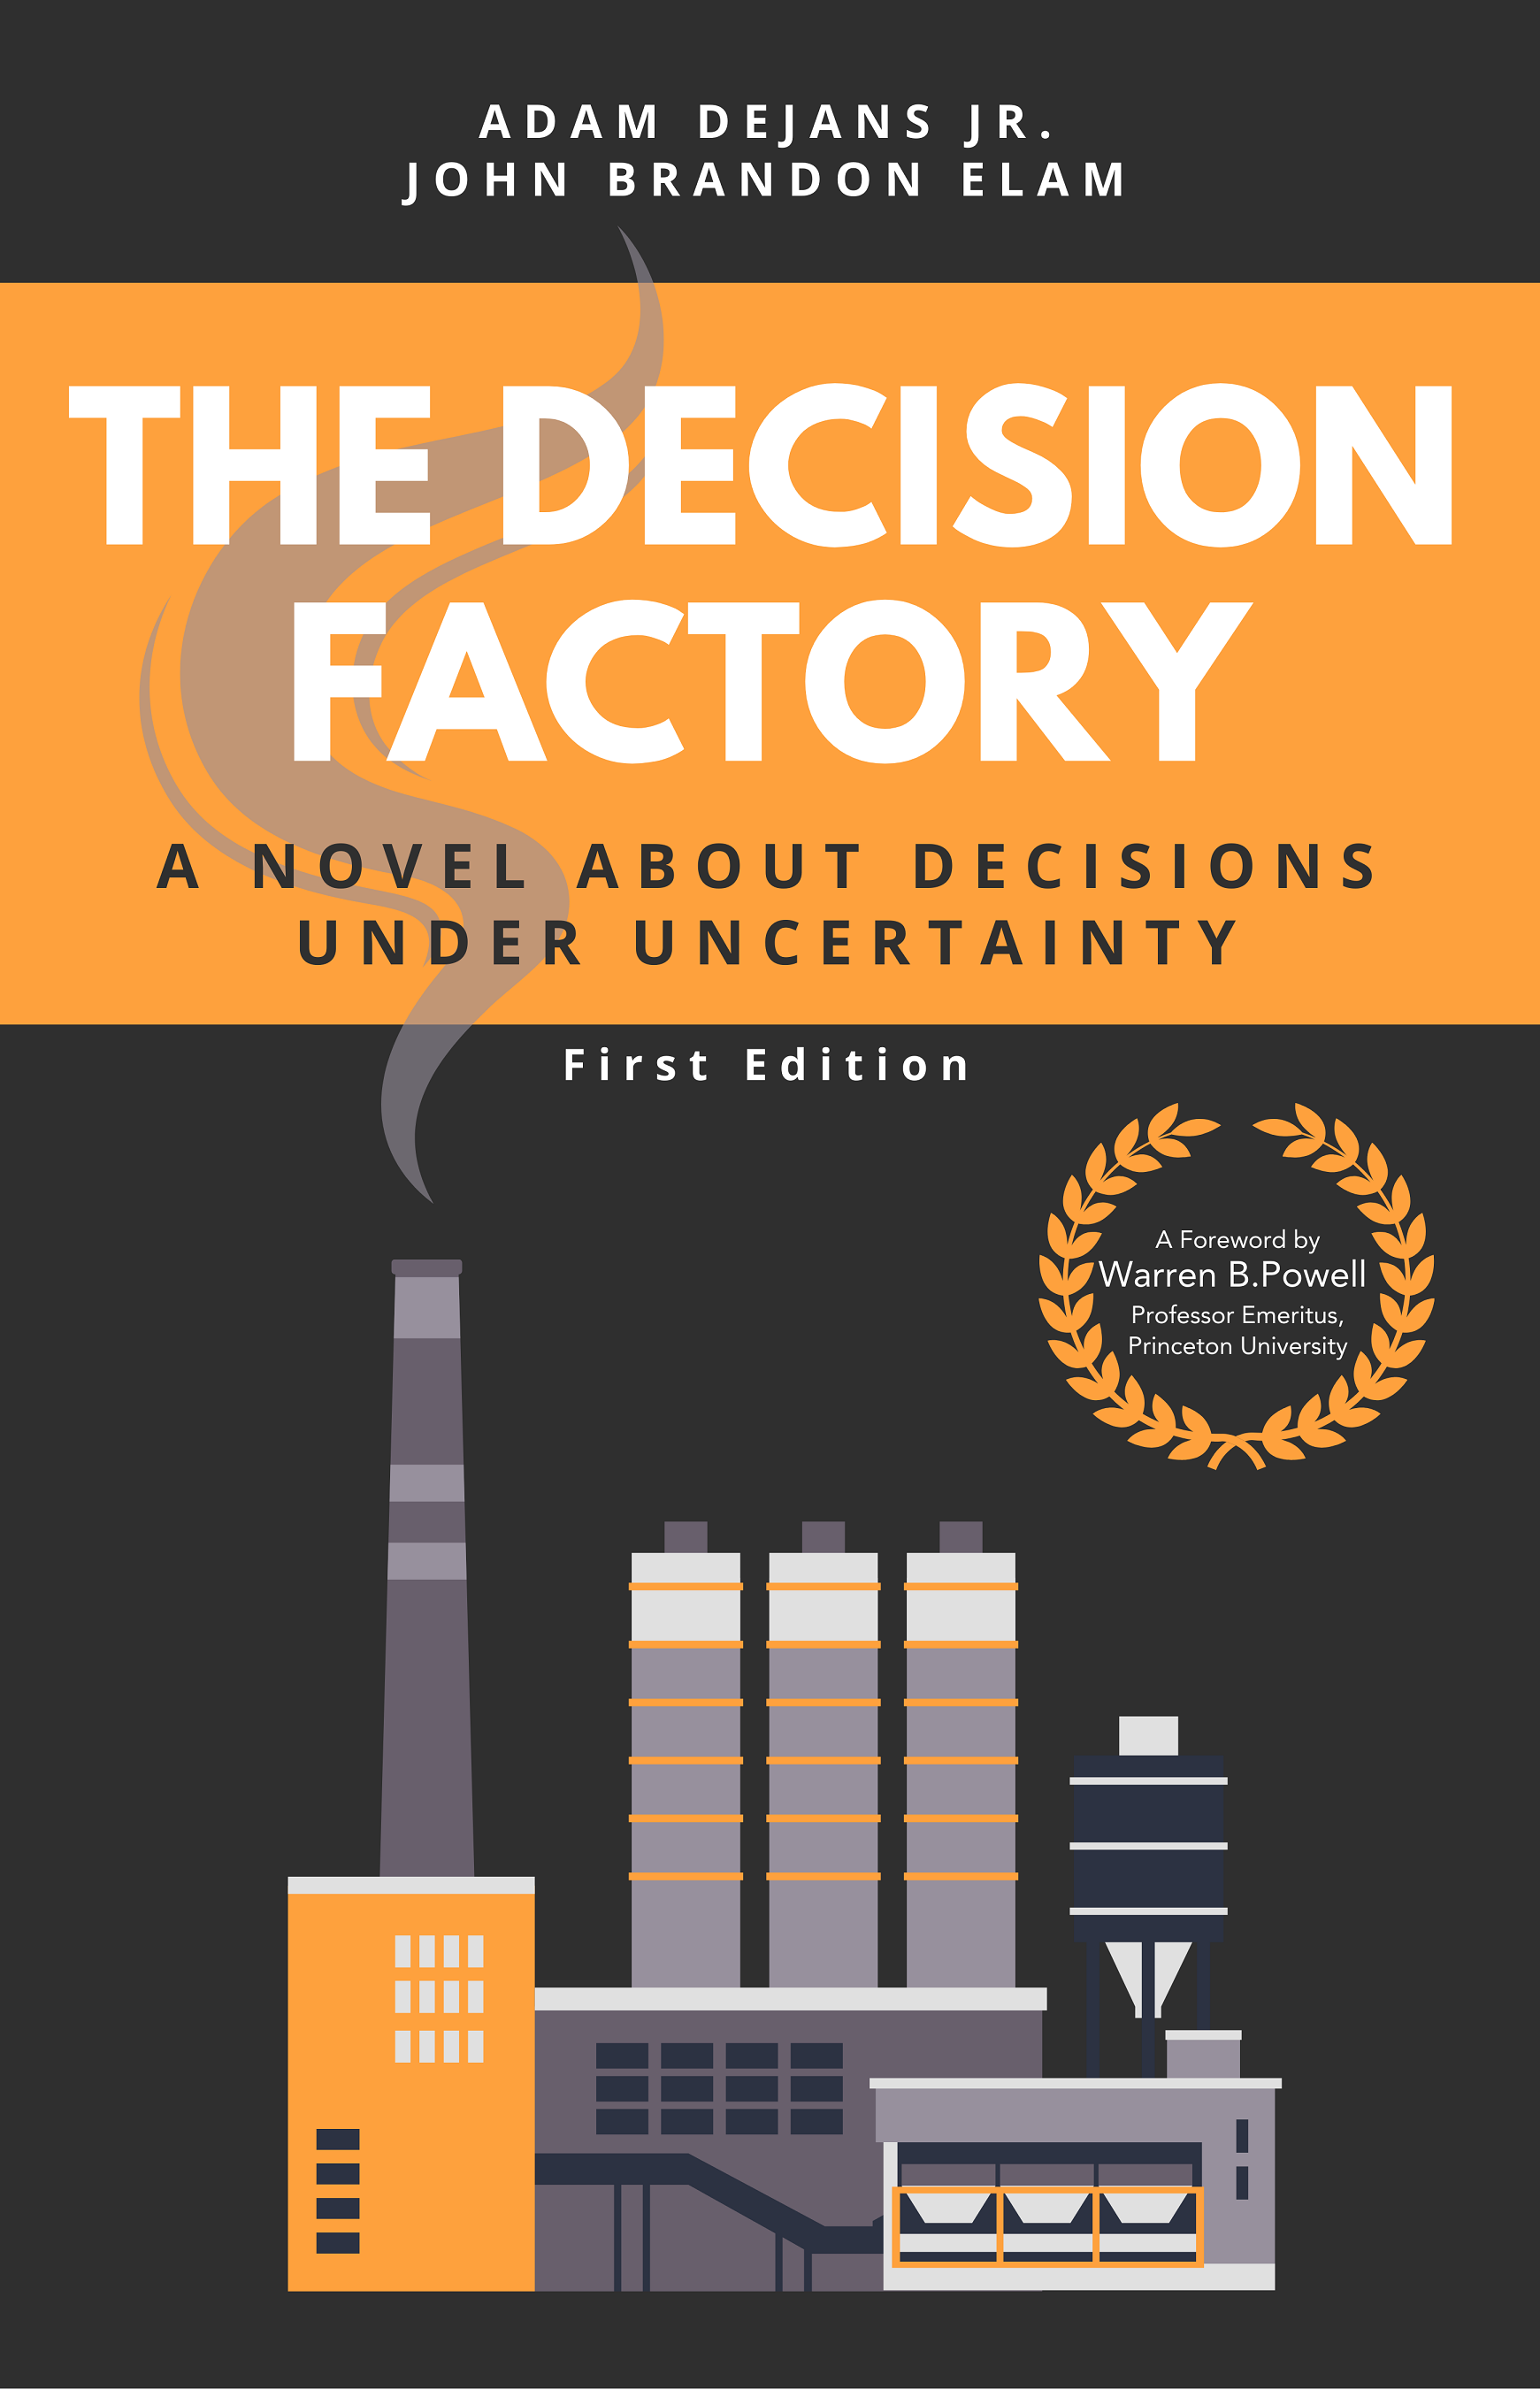 ADAM DEJANS JR.
JOHN BRANDON ELAM
THE DECISION
FACTORY
A NOVEL ABOUT DECISIONS
UNDER UNCERTAINTY
First Edition
A Foreword by
Warren B.Powell
Professor Emeritus,
Princeton University